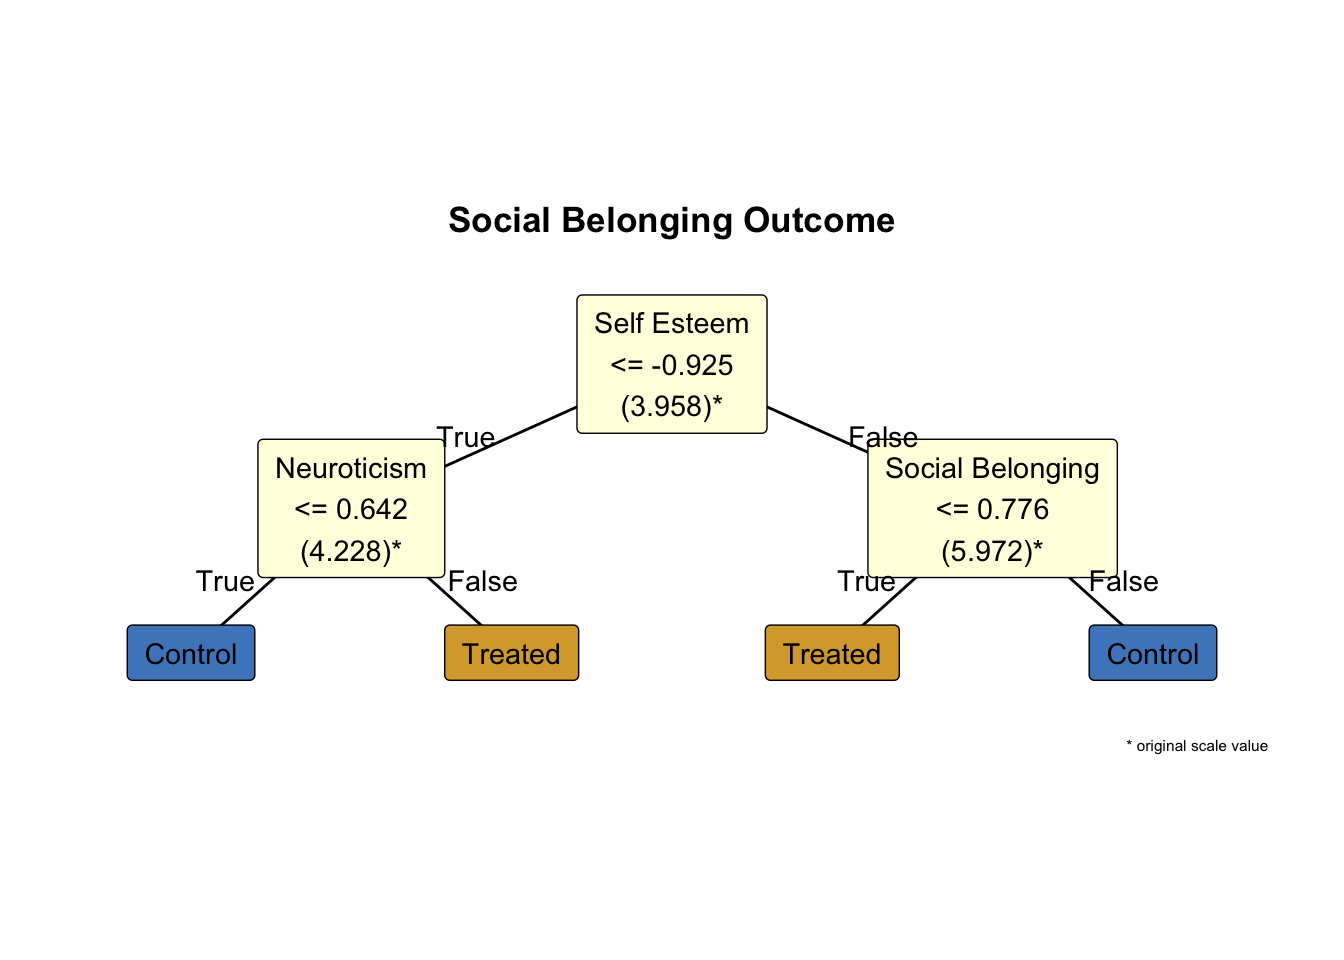 Social Belonging Outcome
Self Esteem
<= -0.925
(3.958)*
True
False
Neuroticism
<= 0.642
(4.228)*
Social Belonging
<= 0.776
(5.972)*
True
False
True
False
Control
Treated
Treated
Control
* original scale value